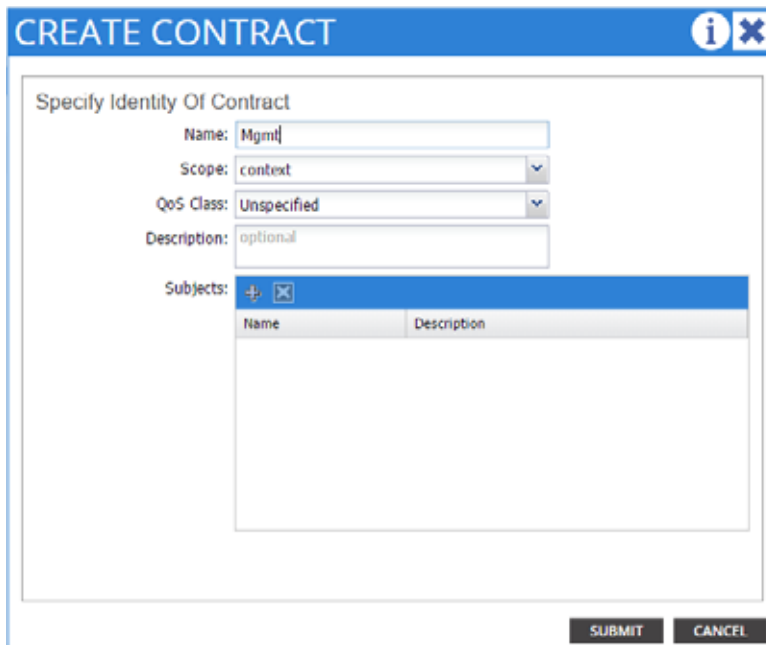 CREATE CONTRACT
Specify Identity Of Contract
Name: Mgmt
Scope: context
QoS Class: Unspecified
Description: optional
Subjects:
Name Description
SUBMIT CANCEL